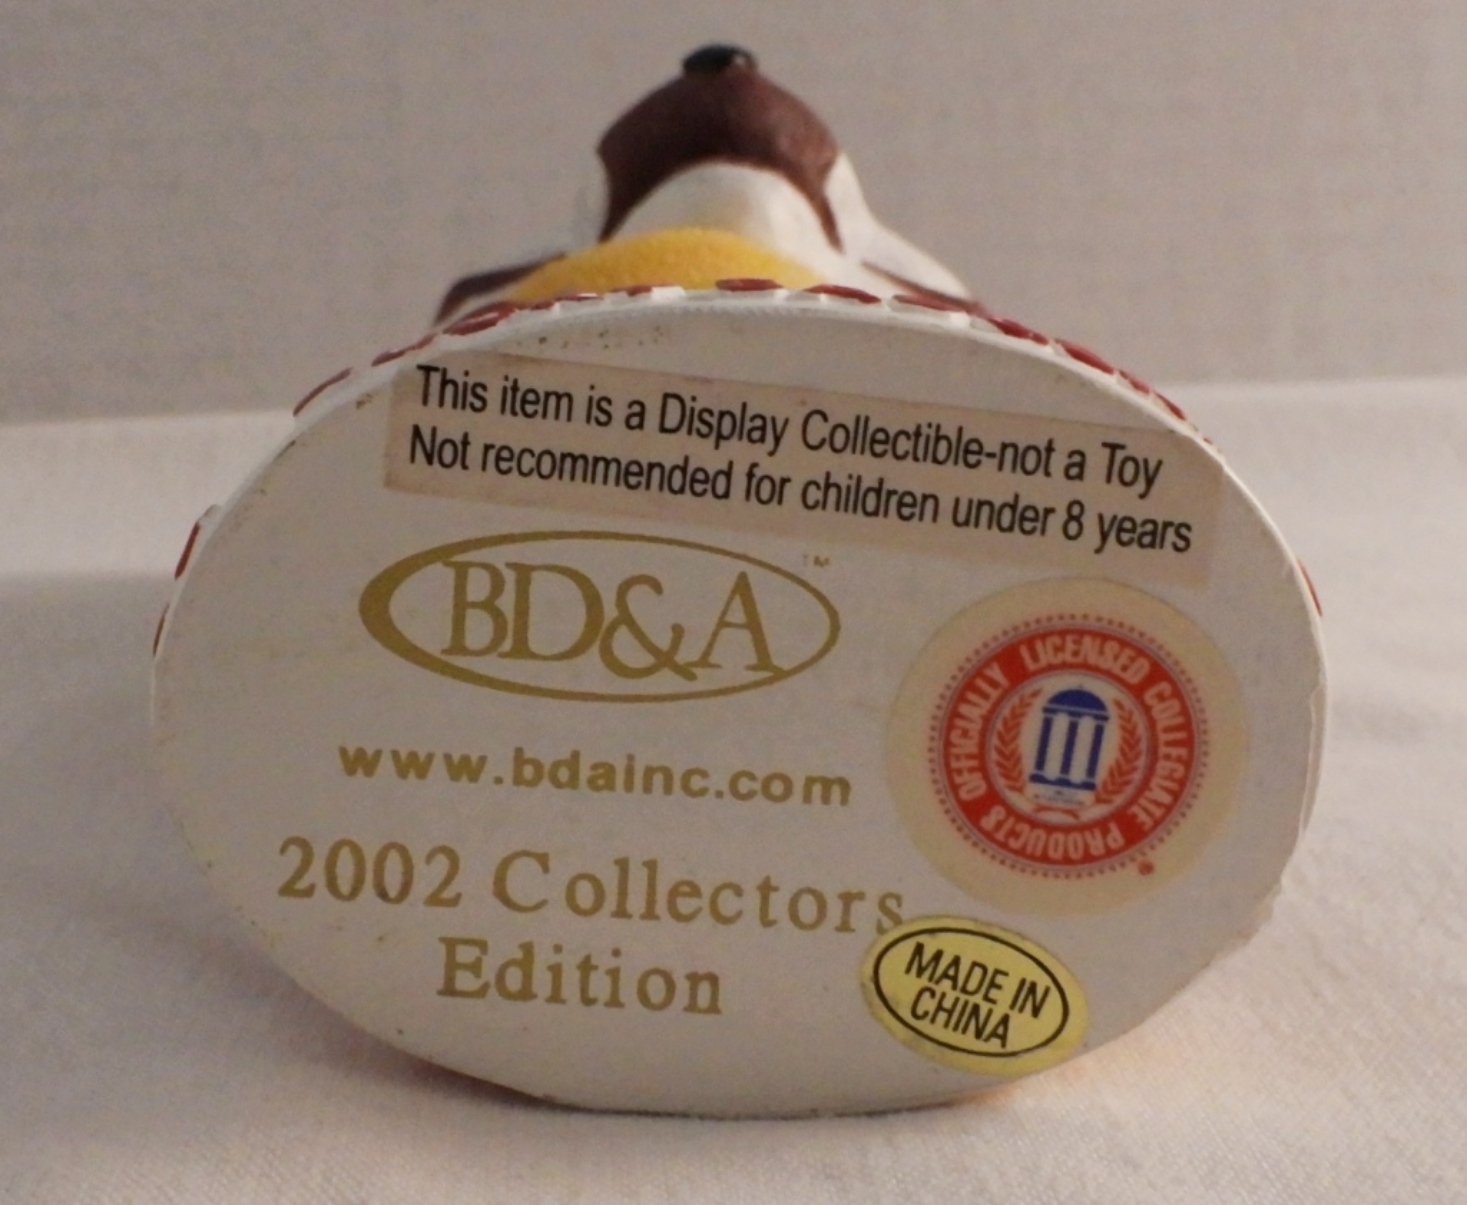 This item is a Display Collectible-not a Toy
Not recommended for children under 8 years
BD&A™
www.bdainc.com
OFFICIALLY LICENSED COLLEGIATE PRODUCTS ®
2002 Collectors
Edition
MADE IN
CHINA